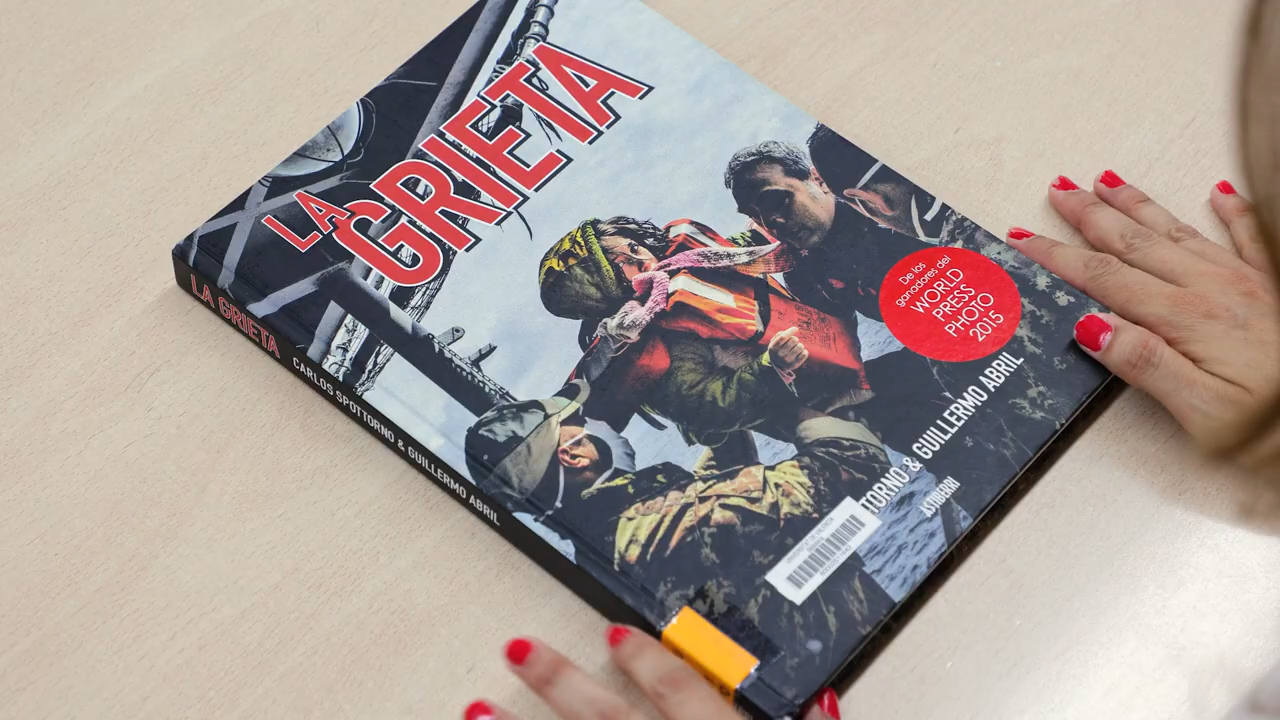 LA
GRIETA
De los
ganadores del
WORLD
PRESS
PHOTO
2015
TORNO & GUILLERMO ABRIL
ASTIBERRI
LA GRIETA CARLOS SPOTTORNO & GUILLERMO ABRIL